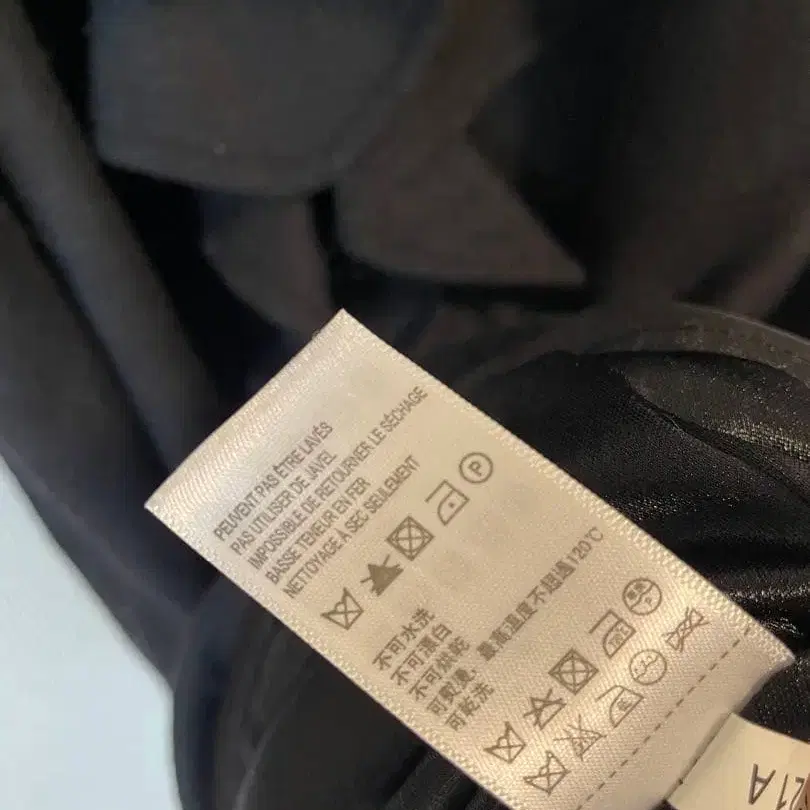 PEUVENT PAS ÊTRE LAVÉS
PAS UTILISER DE JAVEL
IMPOSSIBLE DE RETOURNER LE SÉCHAGE
BASSE TENEUR EN FER
NETTOYAGE À SEC SEULEMENT
P
不可水洗
不可漂白
不可烘乾
可熨燙，最高溫度不超過120℃
可乾洗
21 A